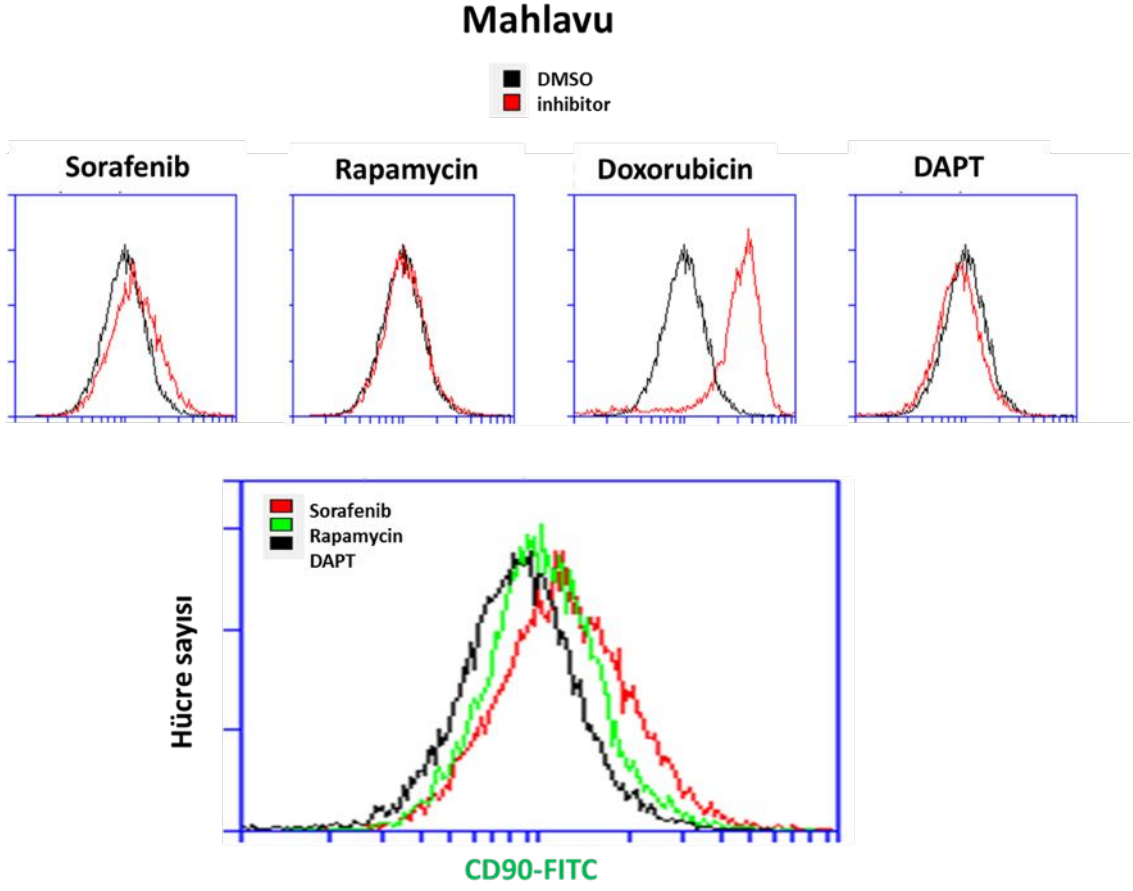 Mahlavu
DMSO
inhibitor
Sorafenib
Rapamycin
Doxorubicin
DAPT
Sorafenib
Rapamycin
DAPT
Hücre sayısı
CD90-FITC